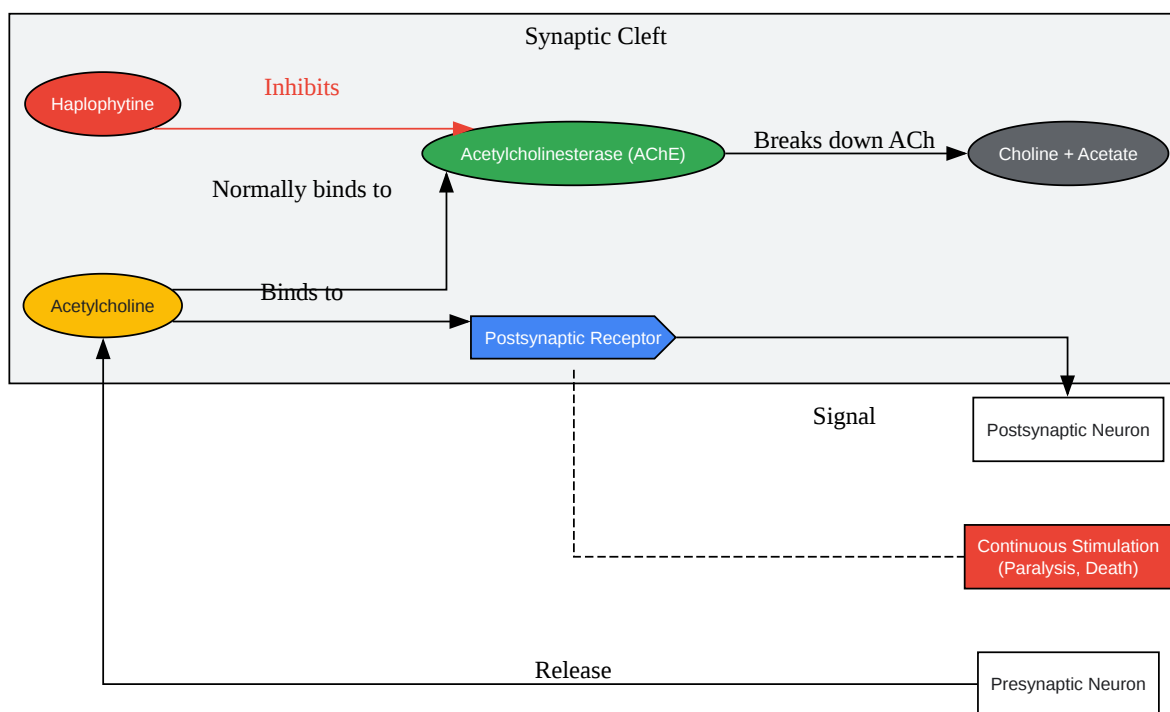 Synaptic Cleft
Haplophytine
Inhibits
Acetylcholinesterase (AChE)
Breaks down ACh
Choline + Acetate
Normally binds to
Acetylcholine
Binds to
Postsynaptic Receptor
Signal
Postsynaptic Neuron
Continuous Stimulation
(Paralysis, Death)
Release
Presynaptic Neuron